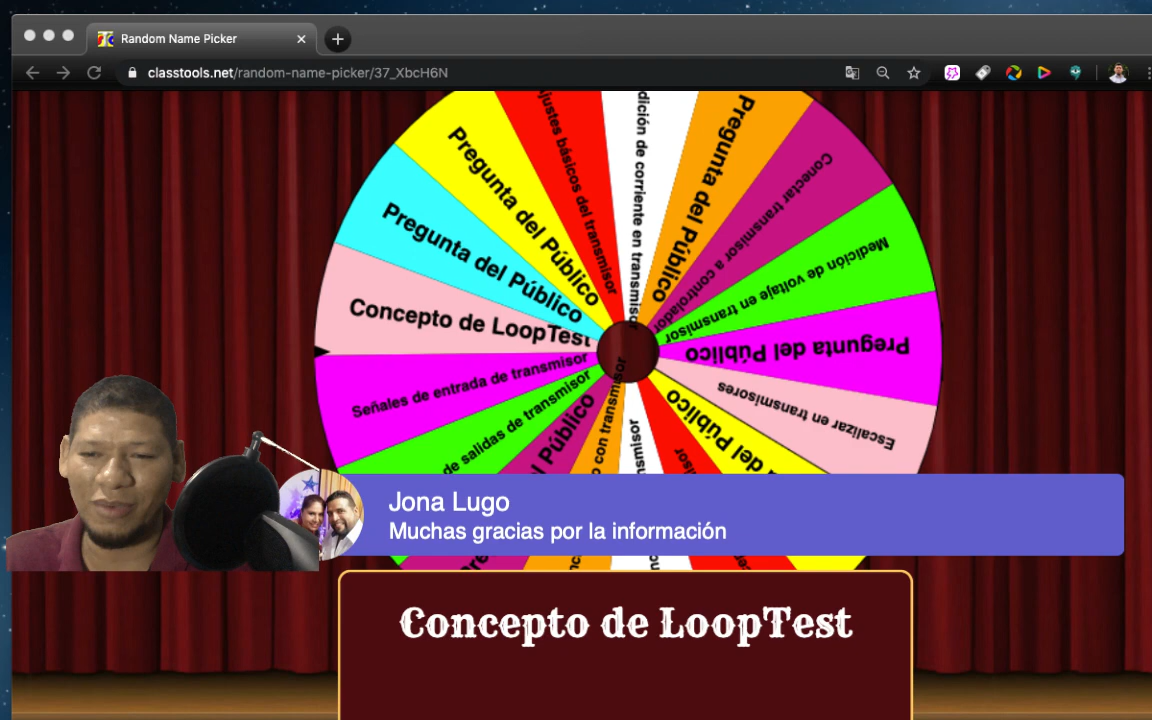 Random Name Picker
classtools.net/random-name-picker/37_XbcH6N
Pregunta del Público
Pregunta del Público
justes básicos del transmisor
dición de corriente en transmisor
Pregunta del Público
Conectar transmisor a controlador
Medición de voltaje en transmisor
Pregunta del Público
Escalizar en transmisores
Concepto de LoopTest
Señales de entrada de transmisor
de salidas de transmisor
l Público
o con transmisor
Jona Lugo
Muchas gracias por la información
Concepto de LoopTest